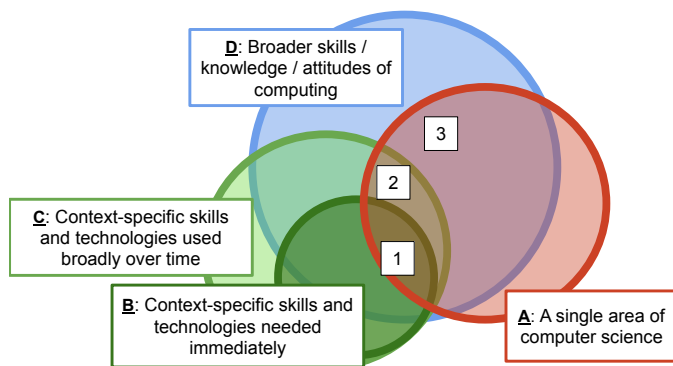 D: Broader skills /
knowledge / attitudes of
computing
3
2
C: Context-specific skills
and technologies used
broadly over time
1
B: Context-specific skills and
technologies needed
immediately
A: A single area of
computer science